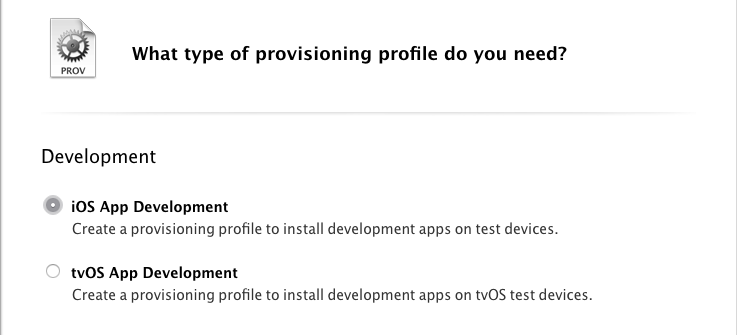 PROV
What type of provisioning profile do you need?
Development
iOS App Development
Create a provisioning profile to install development apps on test devices.
tvOS App Development
Create a provisioning profile to install development apps on tvOS test devices.